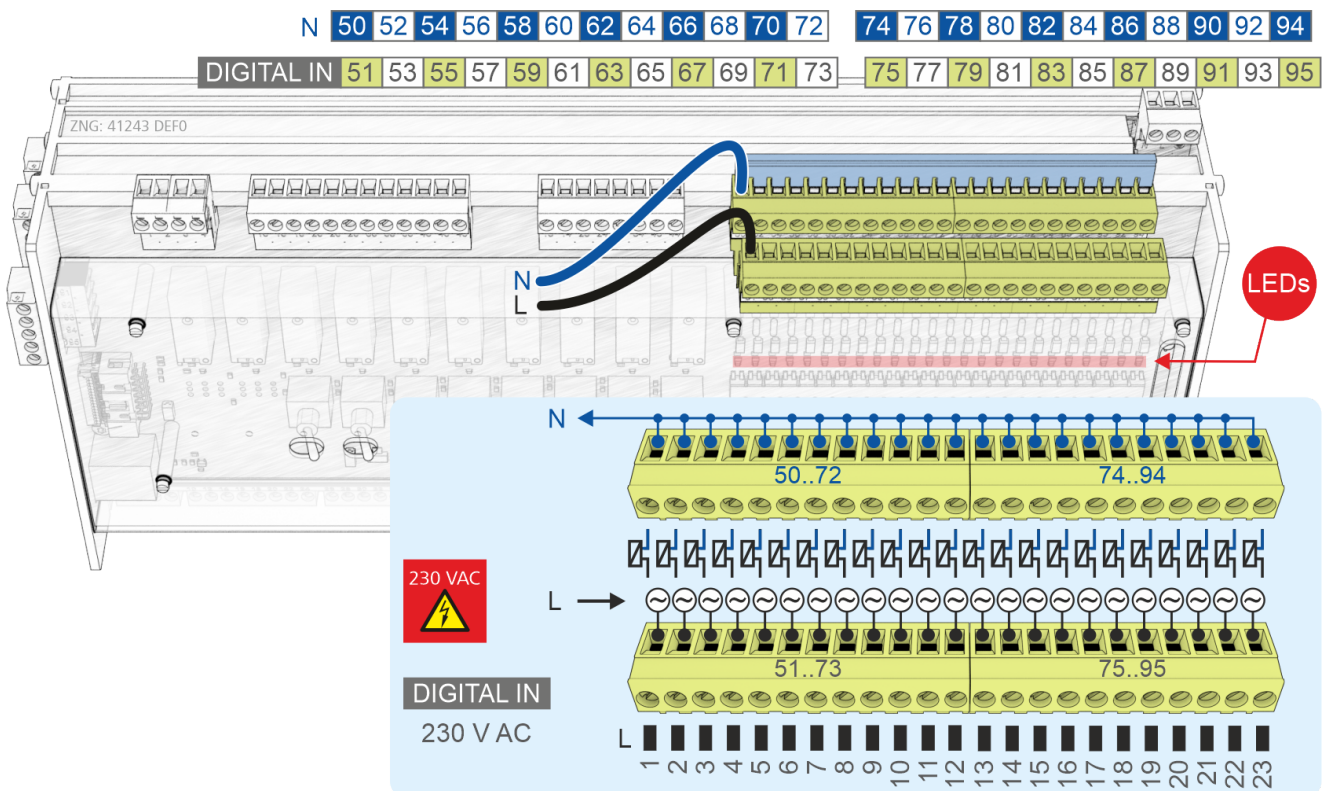 N 50 52 54 56 58 60 62 64 66 68 70 72 74 76 78 80 82 84 86 88 90 92 94
DIGITAL IN 51 53 55 57 59 61 63 65 67 69 71 73 75 77 79 81 83 85 87 89 91 93 95
ZNG: 41243 DEF0
N
L
LEDs
N
50..72 74..94
230 VAC
L
51..73 75..95
DIGITAL IN
230 V AC
L
1 2 3 4 5 6 7 8 9 10 11 12 13 14 15 16 17 18 19 20 21 22 23